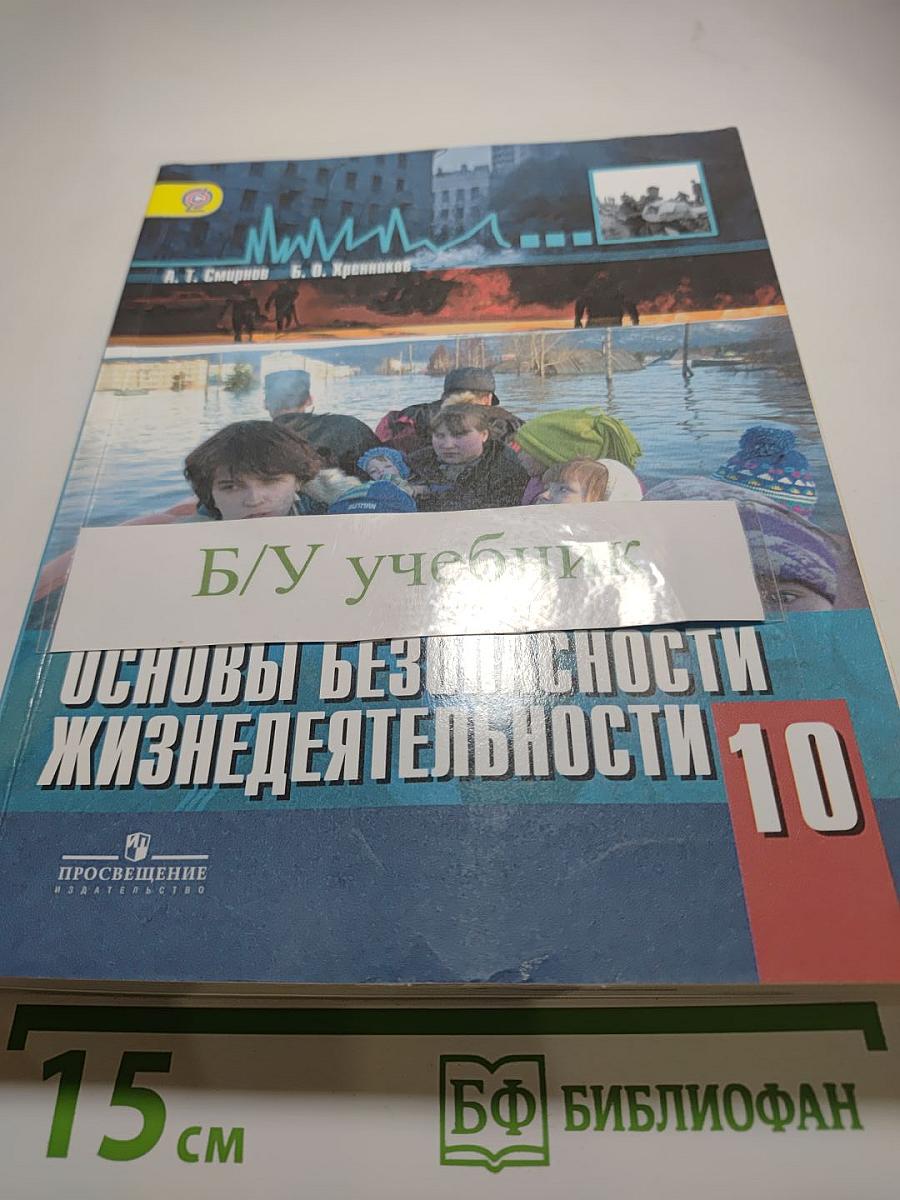 А. Т. Смирнов Б. О. Хренников
Б/У учебник
ОСНОВЫ БЕЗОПАСНОСТИ
ЖИЗНЕДЕЯТЕЛЬНОСТИ
10
ПРОСВЕЩЕНИЕ
ИЗДАТЕЛЬСТВО
15 см
БФ БИБЛИОФАН